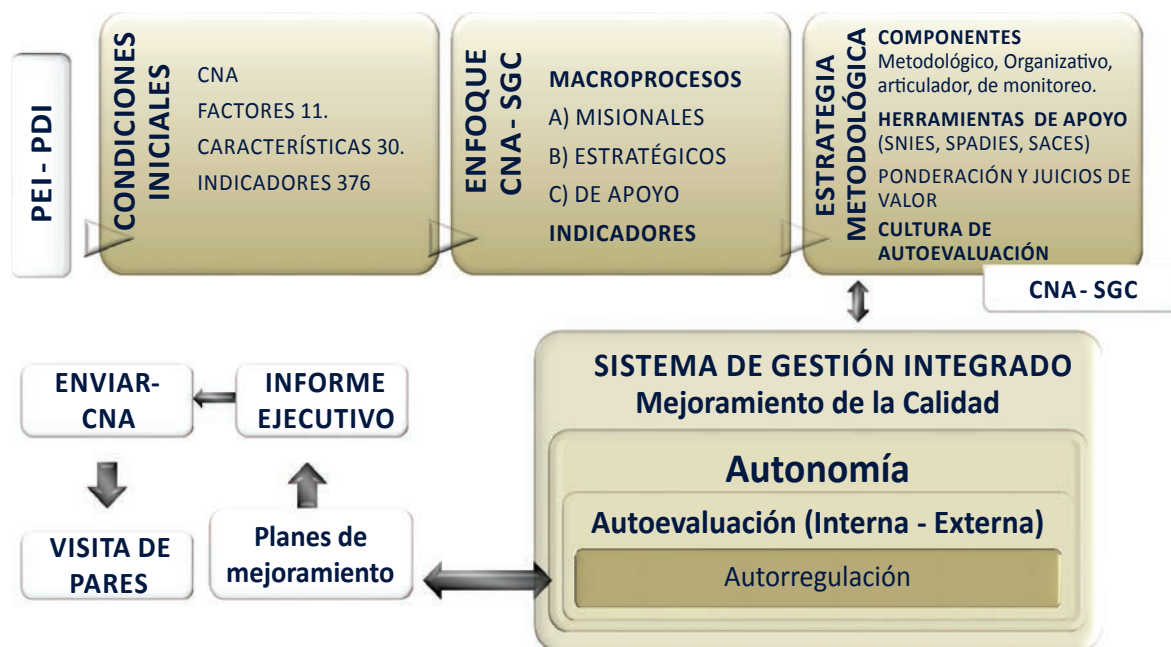 PEI- PDI
CONDICIONES
INICIALES
CNA
FACTORES 11.
CARACTERÍSTICAS 30.
INDICADORES 376
ENFOQUE
CNA- SGC
MACROPROCESOS
A) MISIONALES
B) ESTRATÉGICOS
C) DE APOYO
INDICADORES
ESTRATEGIA
METODOLÓGICA
COMPONENTES
Metodológico, Organizativo,
articulador, de monitoreo.
HERRAMIENTAS DE APOYO
(SNIES, SPADIES, SACES)
PONDERACIÓN Y JUICIOS DE
VALOR
CULTURA DE
AUTOEVALUACIÓN
CNA- SGC
SISTEMA DE GESTIÓN INTEGRADO
Mejoramiento de la Calidad
Autonomía
Autoevaluación (Interna - Externa)
Autorregulación
Planes de
mejoramiento
INFORME
EJECUTIVO
ENVIAR-
CNA
VISITA DE
PARES